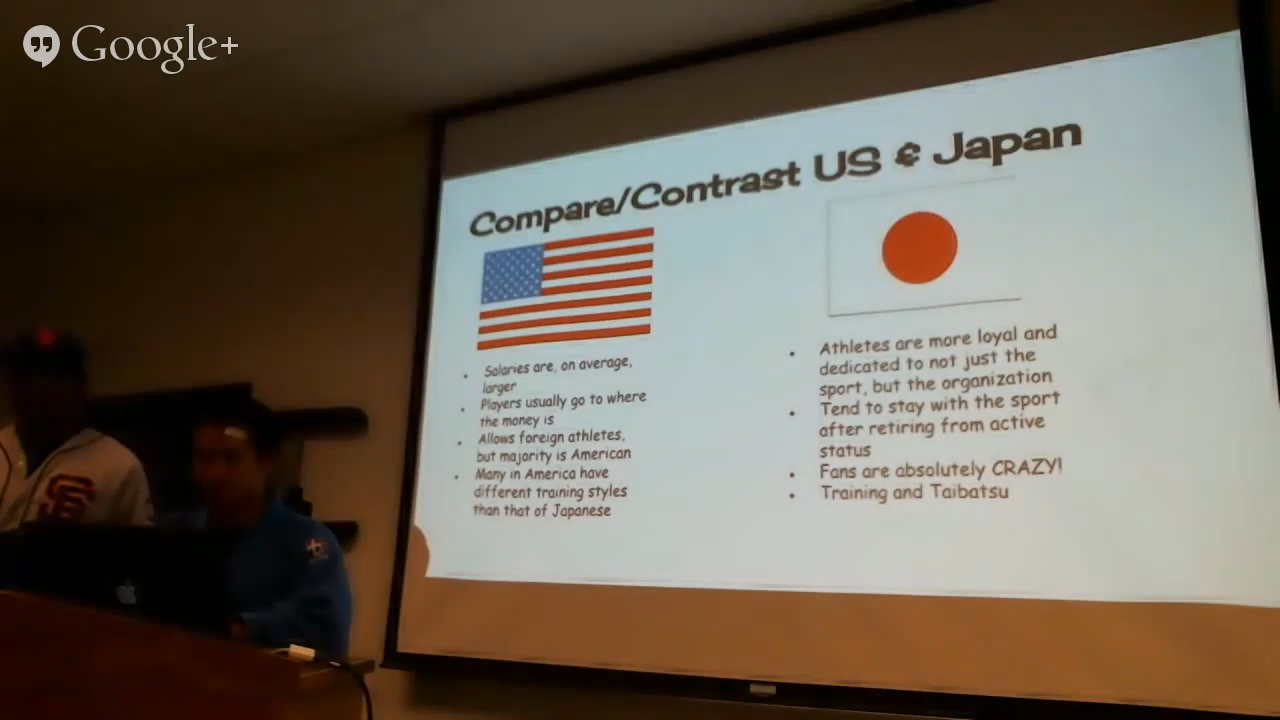 Google+
Compare/Contrast US & Japan
• Salaries are, on average,
larger
• Players usually go to where
the money is
• Allows foreign athletes,
but majority is American
• Many in America have
different training styles
than that of Japanese
• Athletes are more loyal and
dedicated to not just the
sport, but the organization
• Tend to stay with the sport
after retiring from active
status
• Fans are absolutely CRAZY!
• Training and Taibatsu
SF